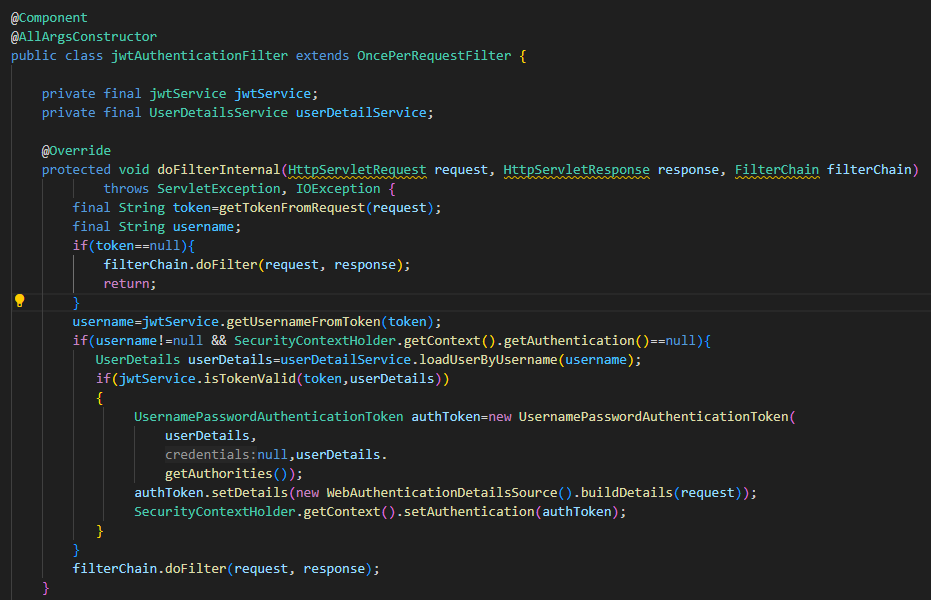 @Component
@AllArgsConstructor
public class jwtAuthenticationFilter extends OncePerRequestFilter {
private final jwtService jwtService;
private final UserDetailsService userDetailService;
@Override
protected void doFilterInternal(HttpServletRequest request, HttpServletResponse response, FilterChain filterChain)
throws ServletException, IOException {
final String token=getTokenFromRequest(request);
final String username;
if(token==null){
filterChain.doFilter(request, response);
return;
}
username=jwtService.getUsernameFromToken(token);
if(username!=null && SecurityContextHolder.getContext().getAuthentication()==null){
UserDetails userDetails=userDetailService.loadUserByUsername(username);
if(jwtService.isTokenValid(token,userDetails))
{
UsernamePasswordAuthenticationToken authToken=new UsernamePasswordAuthenticationToken(
userDetails,
credentials:null,userDetails.
getAuthorities());
authToken.setDetails(new WebAuthenticationDetailsSource().buildDetails(request));
SecurityContextHolder.getContext().setAuthentication(authToken);
}
}
filterChain.doFilter(request, response);
}